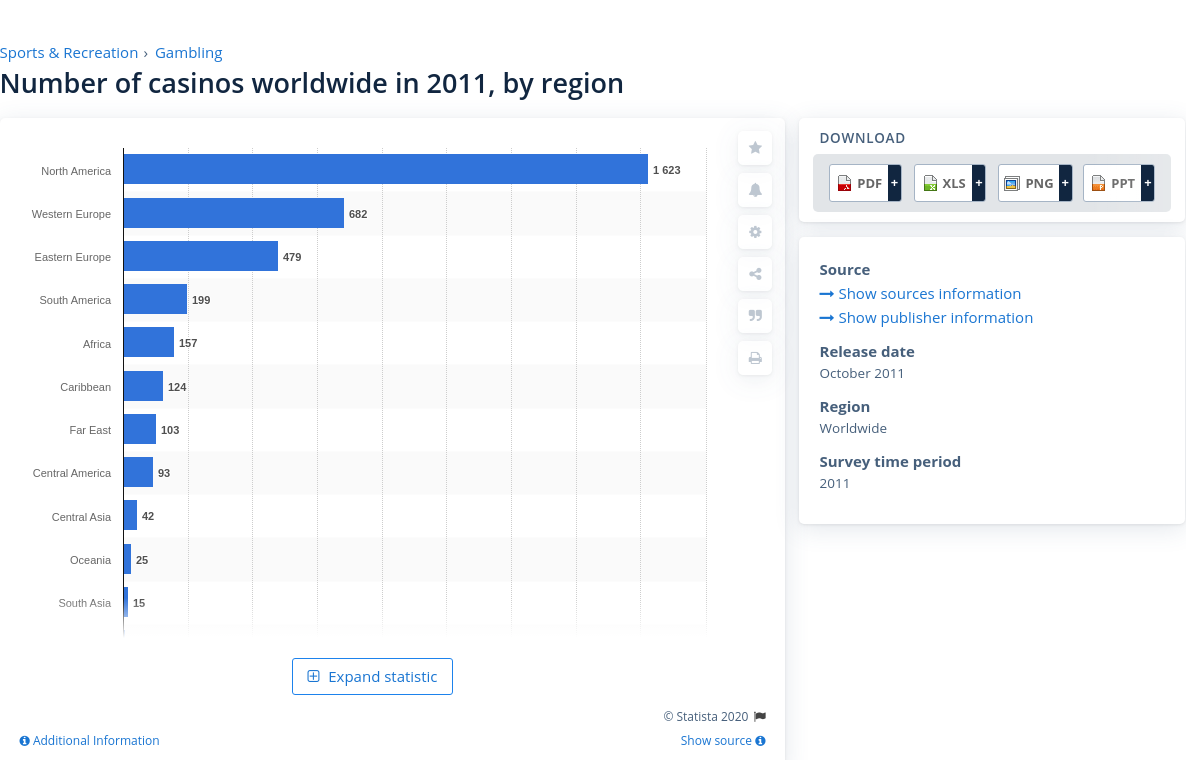 Sports & Recreation › Gambling
Number of casinos worldwide in 2011, by region
North America 1 623
Western Europe 682
Eastern Europe 479
South America 199
Africa 157
Caribbean 124
Far East 103
Central America 93
Central Asia 42
Oceania 25
South Asia 15
Expand statistic
© Statista 2020
Additional Information Show source
DOWNLOAD
PDF + XLS + PNG + PPT +
Source
Show sources information
Show publisher information
Release date
October 2011
Region
Worldwide
Survey time period
2011